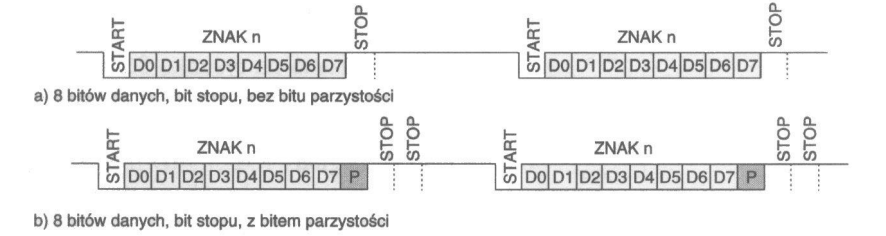 ZNAK n STOP ZNAK n STOP
START D0 D1 D2 D3 D4 D5 D6 D7 START D0 D1 D2 D3 D4 D5 D6 D7
a) 8 bitów danych, bit stopu, bez bitu parzystości
ZNAK n STOP STOP ZNAK n STOP STOP
START D0 D1 D2 D3 D4 D5 D6 D7 P START D0 D1 D2 D3 D4 D5 D6 D7 P
b) 8 bitów danych, bit stopu, z bitem parzystości